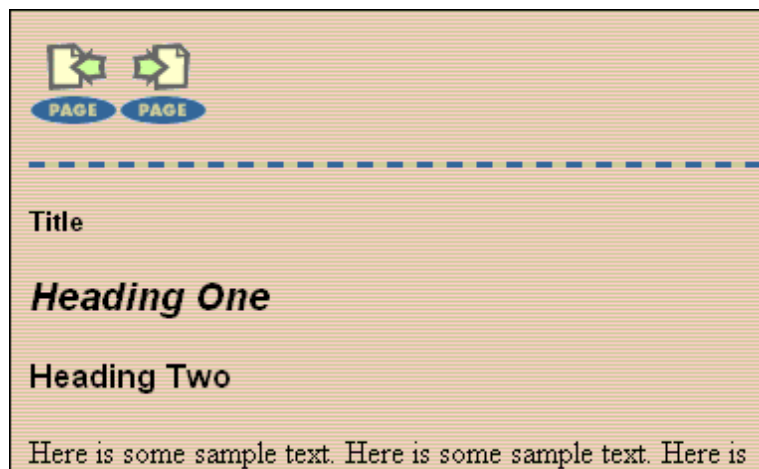 PAGE PAGE
Title
Heading One
Heading Two
Here is some sample text. Here is some sample text. Here is